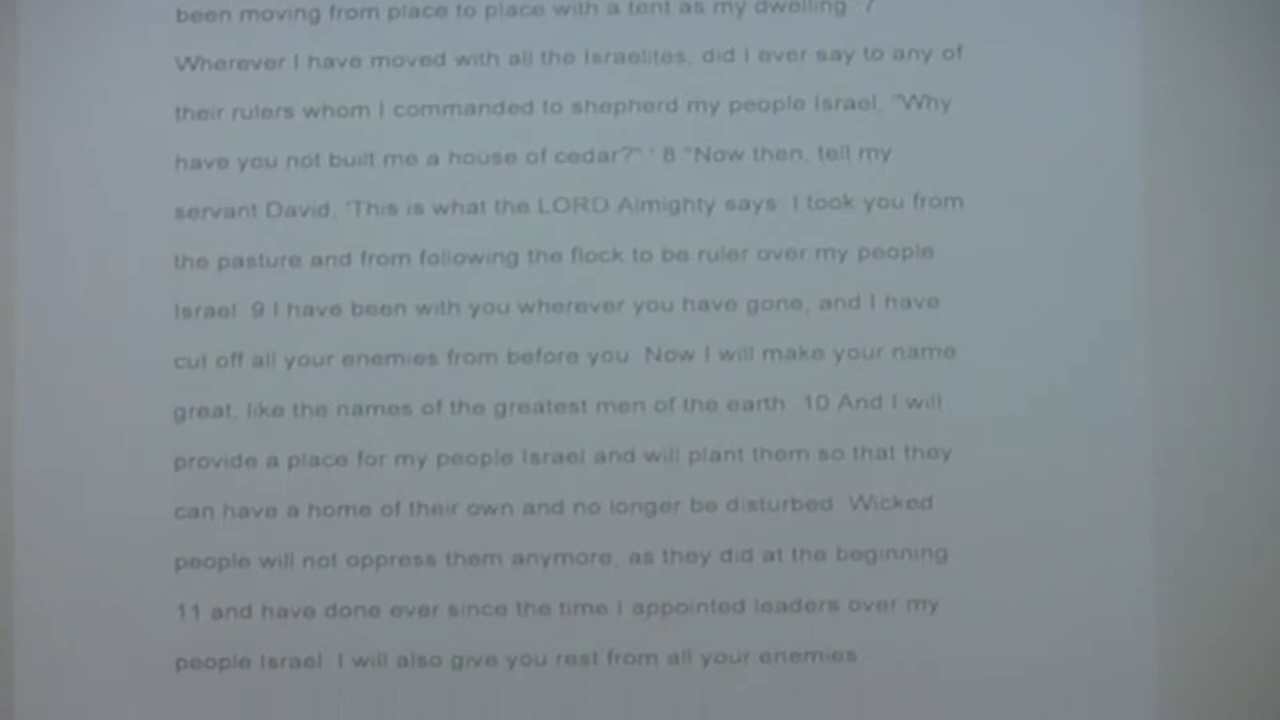 been moving from place to place with a tent as my dwelling. 7
Wherever I have moved with all the Israelites, did I ever say to any of
their rulers whom I commanded to shepherd my people Israel, "Why
have you not built me a house of cedar?" ' 8 "Now then, tell my
servant David, 'This is what the LORD Almighty says: I took you from
the pasture and from following the flock to be ruler over my people
Israel. 9 I have been with you wherever you have gone, and I have
cut off all your enemies from before you. Now I will make your name
great, like the names of the greatest men of the earth. 10 And I will
provide a place for my people Israel and will plant them so that they
can have a home of their own and no longer be disturbed. Wicked
people will not oppress them anymore, as they did at the beginning
11 and have done ever since the time I appointed leaders over my
people Israel. I will also give you rest from all your enemies.